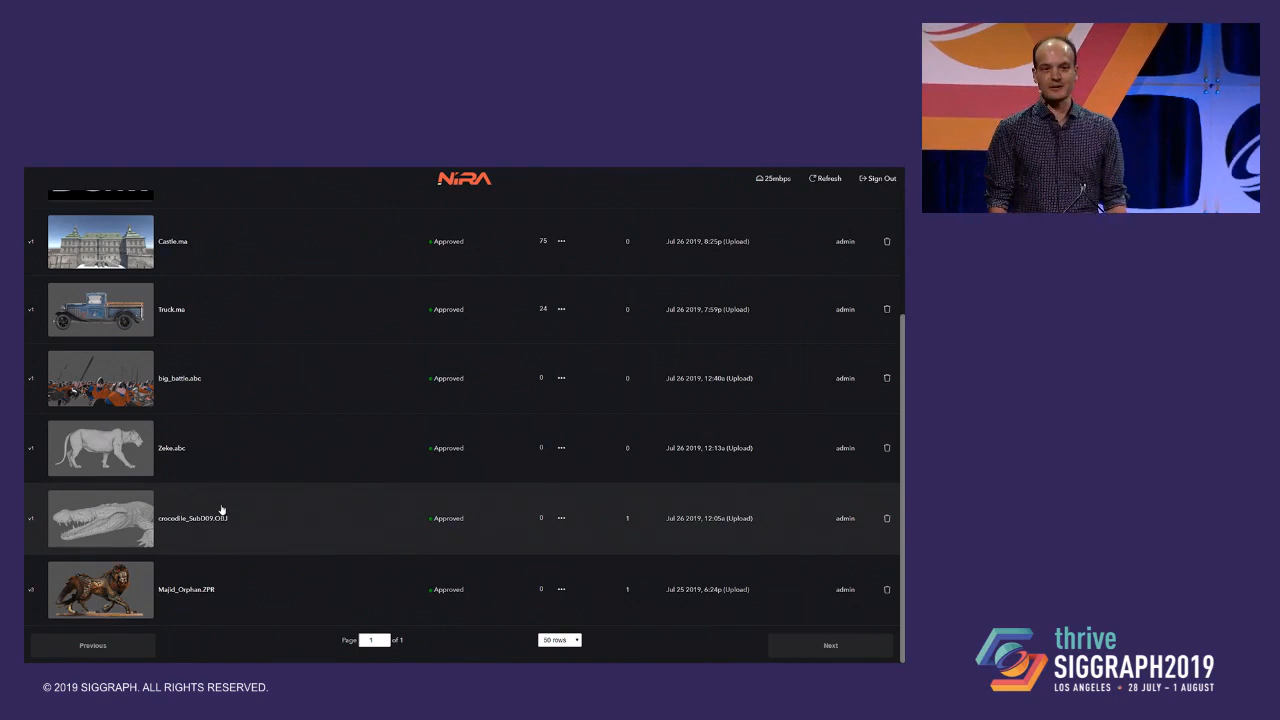 NIRA
25mbps Refresh Sign Out
v1 Castle.ma Approved 75 ••• 0 Jul 26 2019, 8:25p (Upload) admin
v1 Truck.ma Approved 24 ••• 0 Jul 26 2019, 7:59p (Upload) admin
v1 big_battle.abc Approved 0 ••• 0 Jul 26 2019, 12:40a (Upload) admin
v1 Zeke.abc Approved 0 ••• 0 Jul 26 2019, 12:13a (Upload) admin
v1 crocodile_SubD09.OBJ Approved 0 ••• 1 Jul 26 2019, 12:05a (Upload) admin
v3 Majid_Orphan.ZPR Approved 0 ••• 1 Jul 25 2019, 6:24p (Upload) admin
Previous Page 1 of 1 50 rows Next
© 2019 SIGGRAPH. ALL RIGHTS RESERVED.
thrive
SIGGRAPH2019
LOS ANGELES • 28 JULY – 1 AUGUST